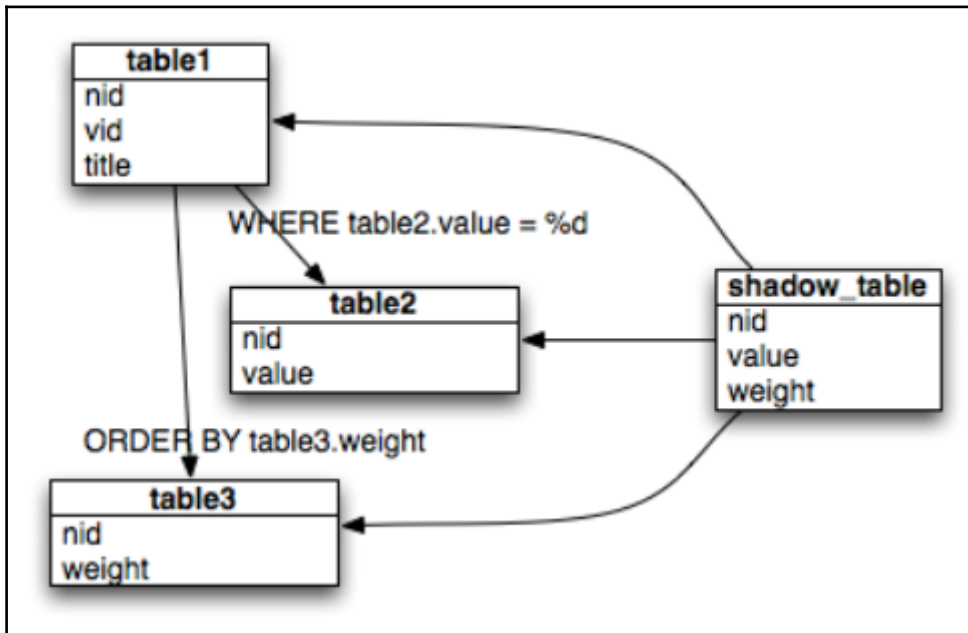 table1
nid
vid
title
WHERE table2.value = %d
shadow_table
nid
value
weight
table2
nid
value
ORDER BY table3.weight
table3
nid
weight